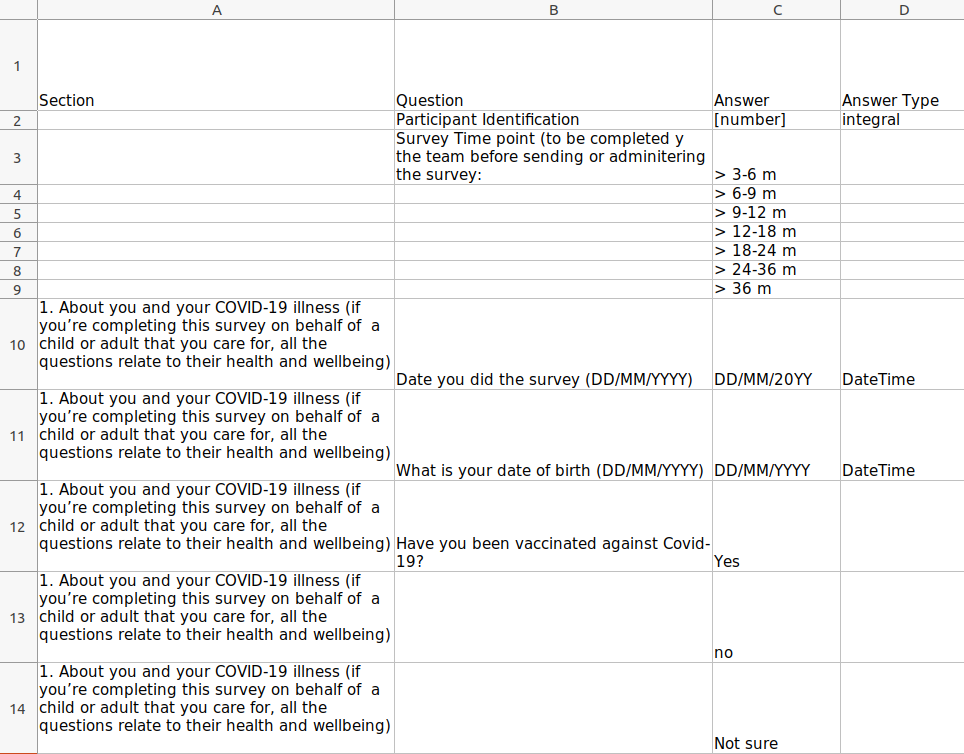 A B C D
1 Section Question Answer Answer Type
2 Participant Identification [number] integral
3 Survey Time point (to be completed y
the team before sending or adminitering
the survey: > 3-6 m
4 > 6-9 m
5 > 9-12 m
6 > 12-18 m
7 > 18-24 m
8 > 24-36 m
9 > 36 m
10 1. About you and your COVID-19 illness (if
you’re completing this survey on behalf of  a
child or adult that you care for, all the
questions relate to their health and wellbeing)
Date you did the survey (DD/MM/YYYY) DD/MM/20YY DateTime
11 1. About you and your COVID-19 illness (if
you’re completing this survey on behalf of  a
child or adult that you care for, all the
questions relate to their health and wellbeing)
What is your date of birth (DD/MM/YYYY) DD/MM/YYYY DateTime
12 1. About you and your COVID-19 illness (if
you’re completing this survey on behalf of  a
child or adult that you care for, all the
questions relate to their health and wellbeing)
Have you been vaccinated against Covid-
19? Yes
13 1. About you and your COVID-19 illness (if
you’re completing this survey on behalf of  a
child or adult that you care for, all the
questions relate to their health and wellbeing)
no
14 1. About you and your COVID-19 illness (if
you’re completing this survey on behalf of  a
child or adult that you care for, all the
questions relate to their health and wellbeing)
Not sure